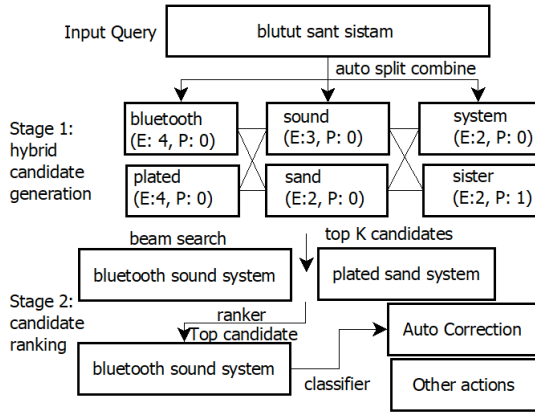 Input Query
blutut sant sistam
auto split combine
Stage 1:
hybrid
candidate
generation
bluetooth
(E: 4, P: 0)
sound
(E:3, P: 0)
system
(E:2, P: 0)
plated
(E:4, P: 0)
sand
(E:2, P: 0)
sister
(E:2, P: 1)
beam search
top K candidates
bluetooth sound system
plated sand system
Stage 2:
candidate
ranking
ranker
Top candidate
bluetooth sound system
classifier
Auto Correction
Other actions